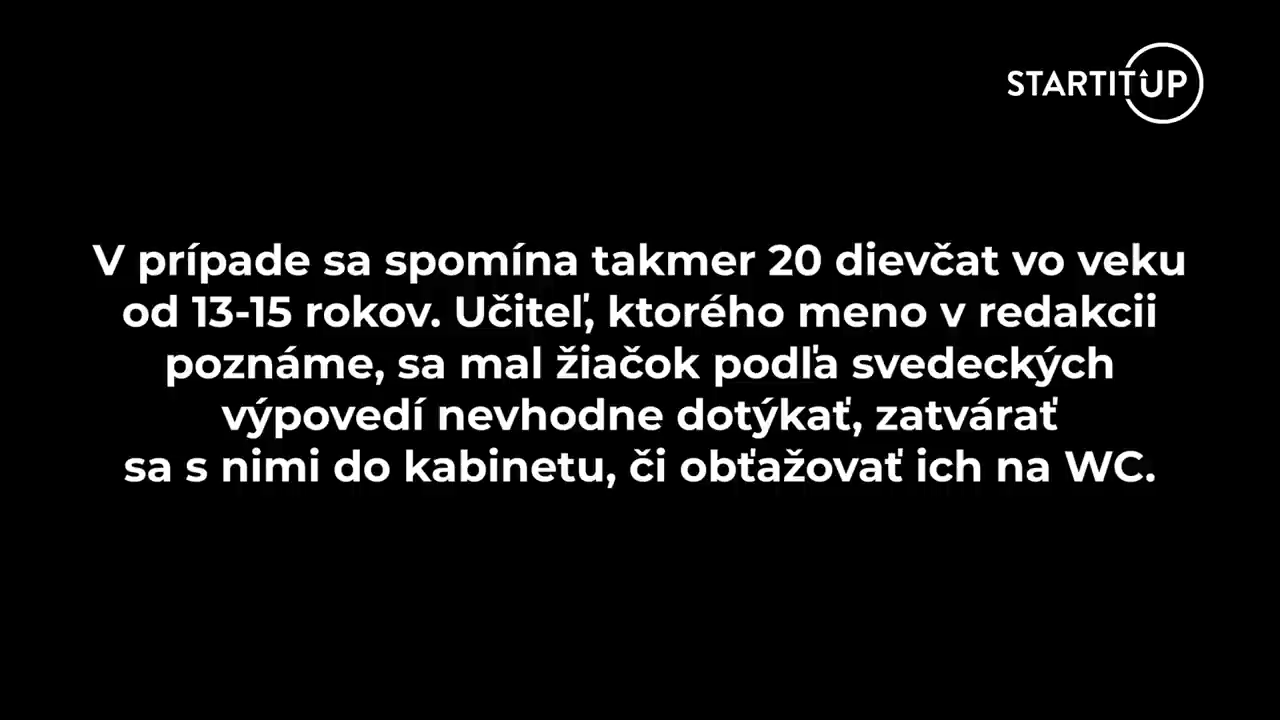 STARTITUP
V prípade sa spomína takmer 20 dievčat vo veku
od 13-15 rokov. Učiteľ, ktorého meno v redakcii
poznáme, sa mal žiačok podľa svedeckých
výpovedí nevhodne dotýkať, zatvárať
sa s nimi do kabinetu, či obťažovať ich na WC.